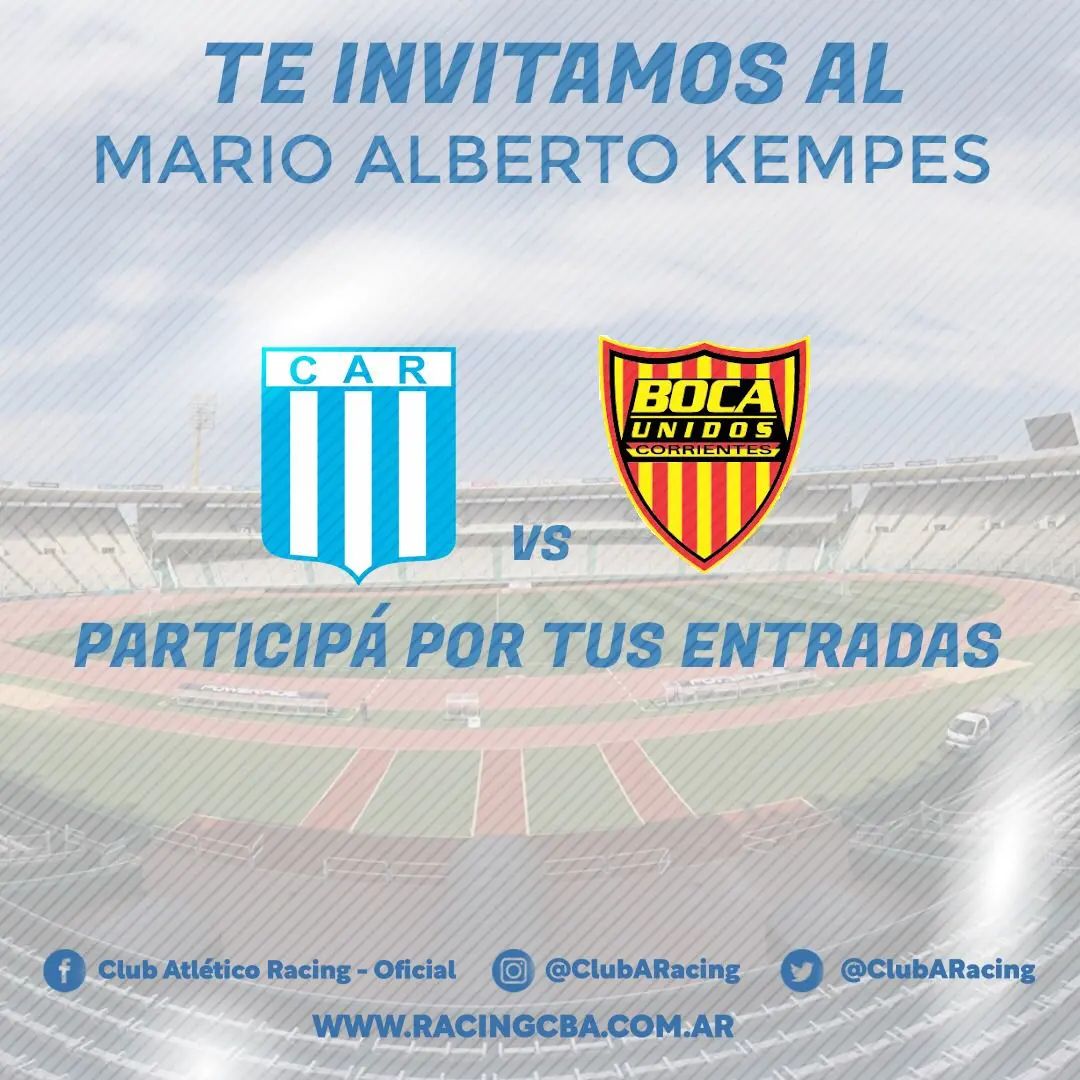 TE INVITAMOS AL
MARIO ALBERTO KEMPES
C A R
BOCA
UNIDOS
CORRIENTES
VS
PARTICIPÁ POR TUS ENTRADAS
POWERADE
Club Atlético Racing - Oficial
@ClubARacing
@ClubARacing
WWW.RACINGCBA.COM.AR